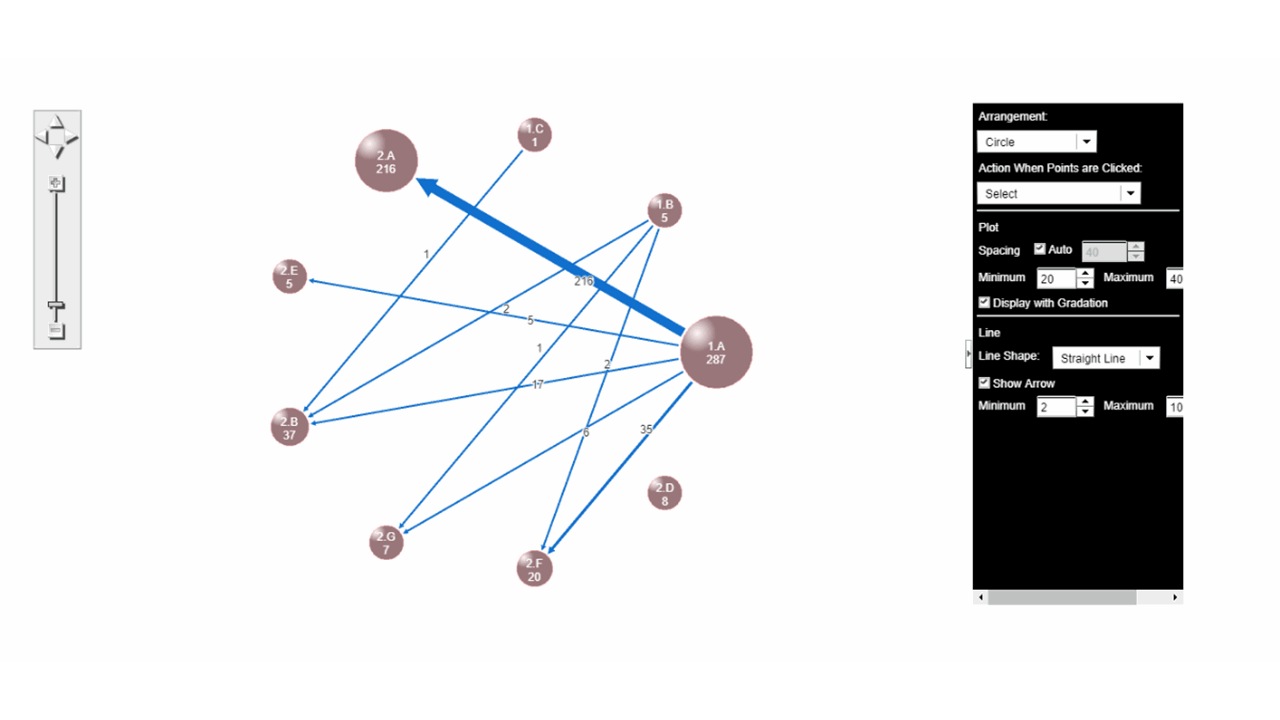 1.C
1
2.A
216
1.B
5
1
2.E
5
216
2
5
1.A
287
1
2
17
2.B
37
6
35
2.D
8
2.G
7
2.F
20
Arrangement:
Circle
Action When Points are Clicked:
Select
Plot
Spacing Auto 40
Minimum 20 Maximum 40
Display with Gradation
Line
Line Shape: Straight Line
Show Arrow
Minimum 2 Maximum 10